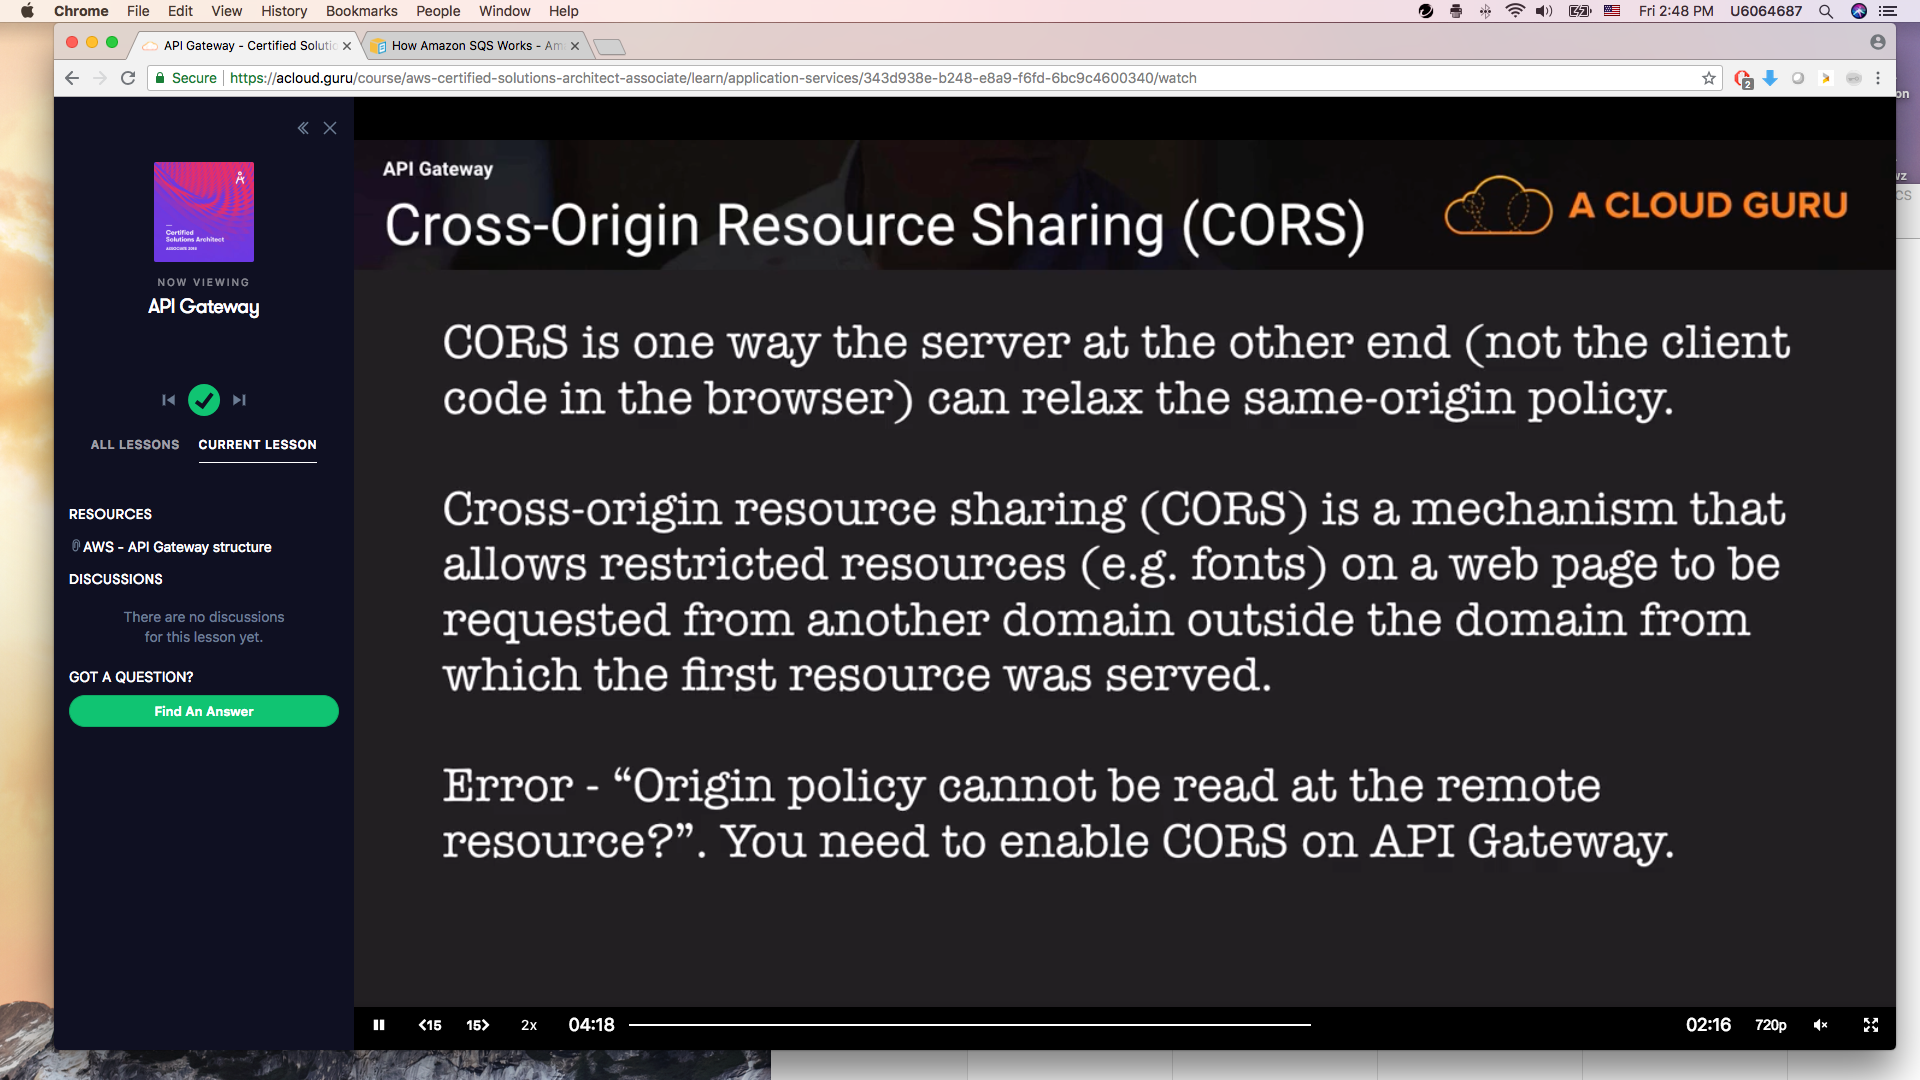 Chrome File Edit View History Bookmarks People Window Help
Fri 2:48 PM U6064687
API Gateway - Certified Solutio
How Amazon SQS Works - Am
Secure https://acloud.guru/course/aws-certified-solutions-architect-associate/learn/application-services/343d938e-b248-e8a9-f6fd-6bc9c4600340/watch
2
on
wz
CS
Certified
Solutions Architect
ASSOCIATE 2018
NOW VIEWING
API Gateway
ALL LESSONS CURRENT LESSON
RESOURCES
AWS - API Gateway structure
DISCUSSIONS
There are no discussions
for this lesson yet.
GOT A QUESTION?
Find An Answer
API Gateway
Cross-Origin Resource Sharing (CORS)
A CLOUD GURU
CORS is one way the server at the other end (not the client
code in the browser) can relax the same-origin policy.
Cross-origin resource sharing (CORS) is a mechanism that
allows restricted resources (e.g. fonts) on a web page to be
requested from another domain outside the domain from
which the first resource was served.
Error - “Origin policy cannot be read at the remote
resource?”. You need to enable CORS on API Gateway.
15 15 2x 04:18 02:16 720p